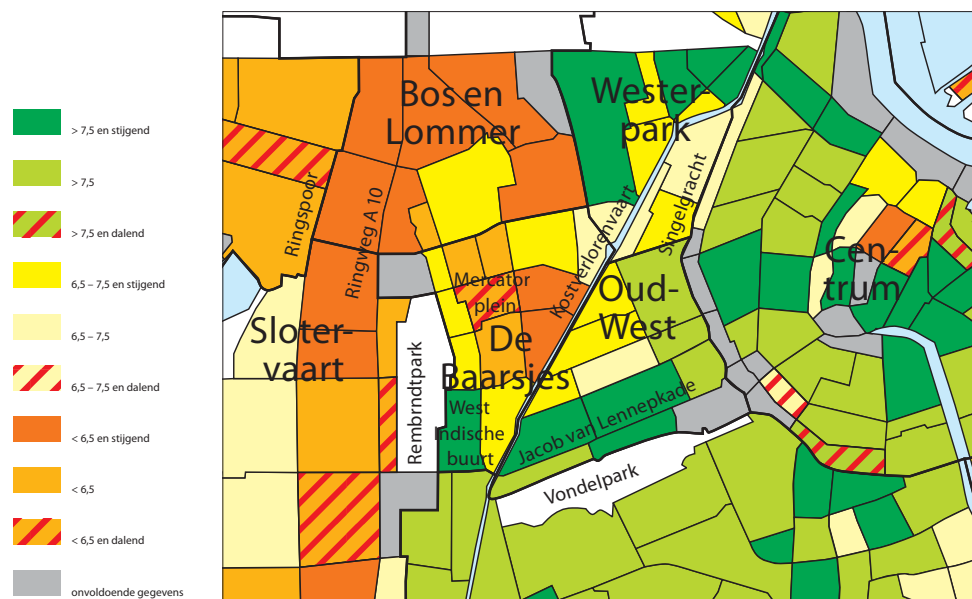 > 7,5 en stijgend
> 7,5
> 7,5 en dalend
6,5 – 7,5 en stijgend
6,5 – 7,5
6,5 – 7,5 en dalend
< 6,5 en stijgend
< 6,5
< 6,5 en dalend
onvoldoende gegevens
Bos en
Lommer
Wester-
park
Ringspoor
Ringweg A 10
Kostverlorenvaart
Singelgracht
Cen-
trum
Mercator
plein
Oud-
West
Sloter-
vaart
De
Baarsjes
Rembrndtpark
West
Indische
buurt
Jacob van Lennepkade
Vondelpark